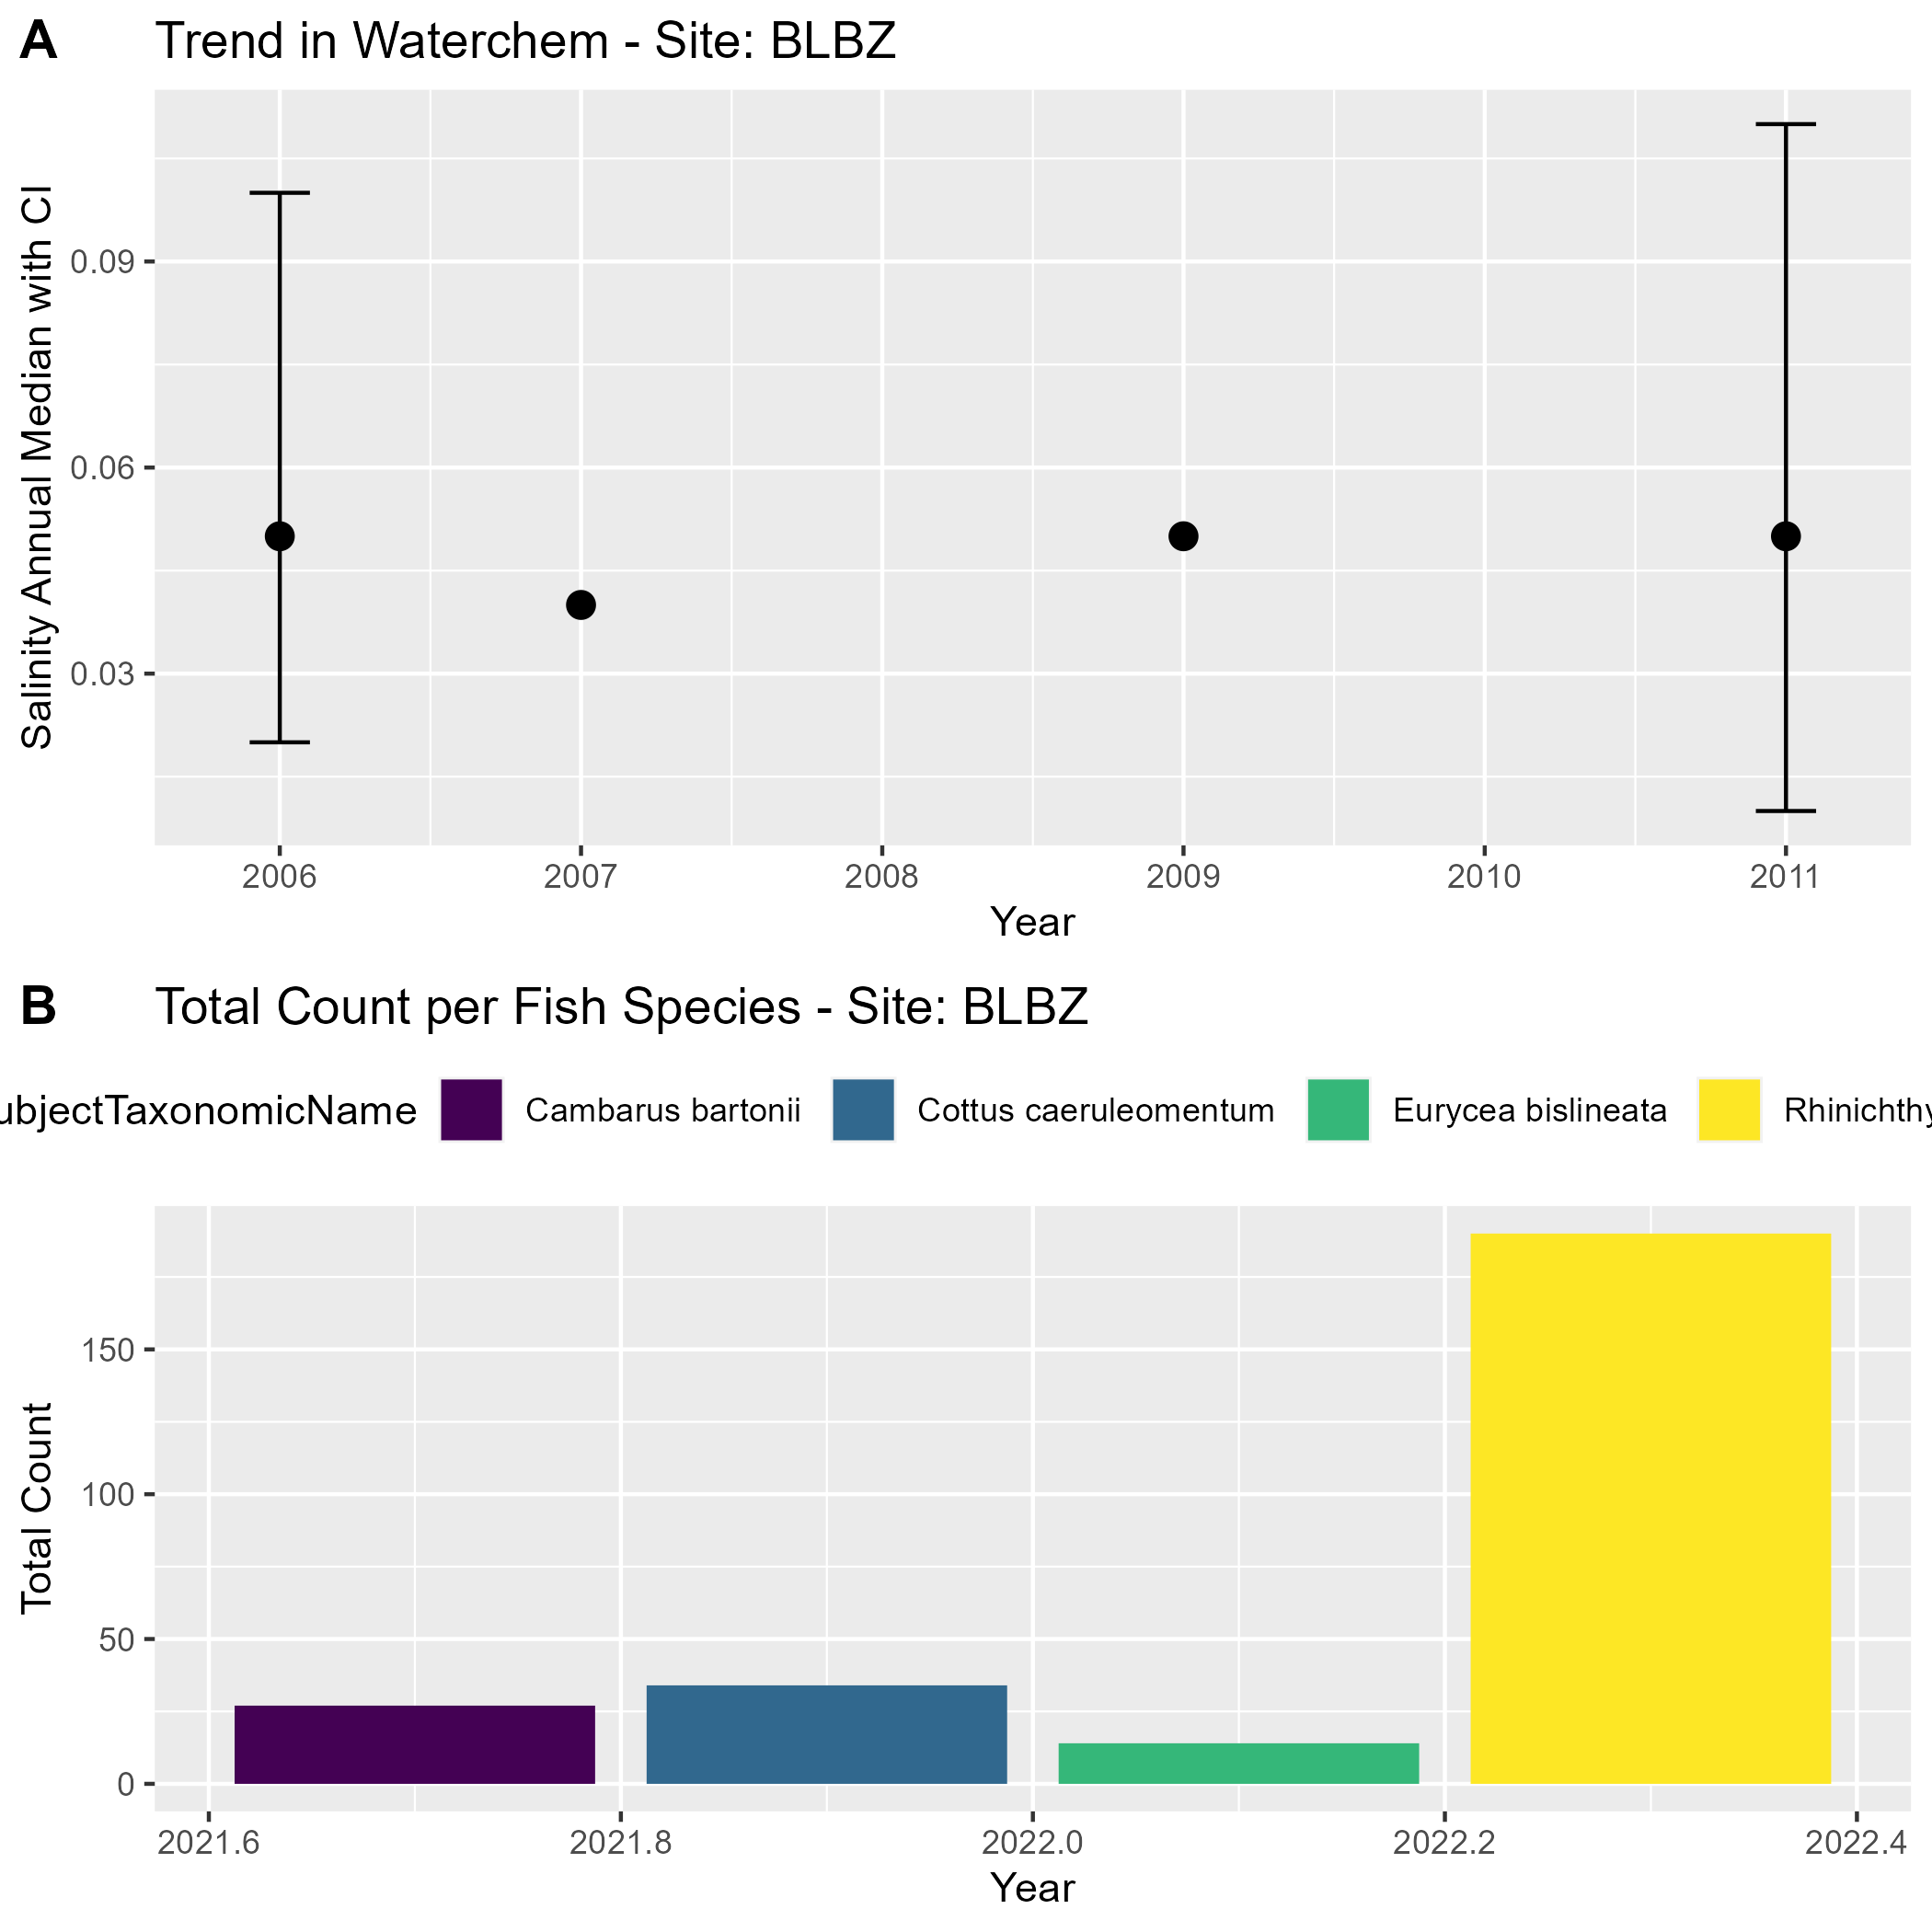 A Trend in Waterchem - Site: BLBZ
Salinity Annual Median with CI
0.09
0.06
0.03
2006 2007 2008 2009 2010 2011
Year
B Total Count per Fish Species - Site: BLBZ
ubjectTaxonomicName Cambarus bartonii Cottus caeruleomentum Eurycea bislineata Rhinichthy
Total Count
150
100
50
0
2021.6 2021.8 2022.0 2022.2 2022.4
Year